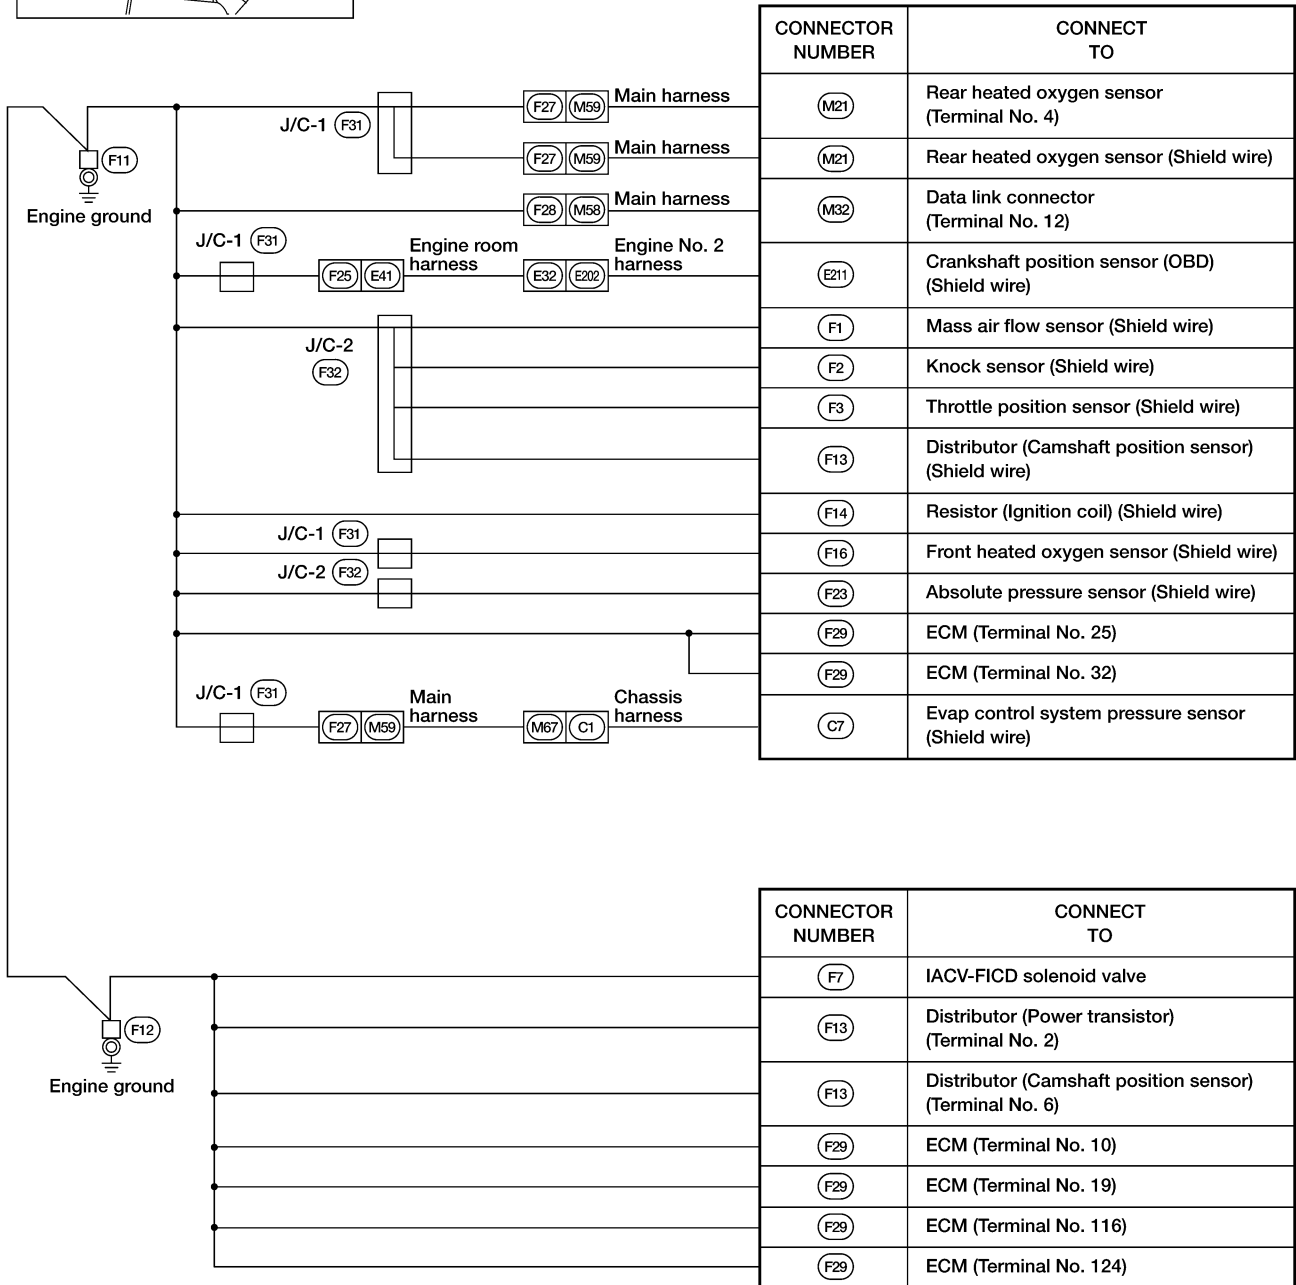 CONNECTOR
NUMBER
CONNECT
TO
F27 M59 Main harness
M21
Rear heated oxygen sensor
(Terminal No. 4)
J/C-1 F31
F11
Engine ground
F27 M59 Main harness
M21
Rear heated oxygen sensor (Shield wire)
F28 M58 Main harness
M32
Data link connector
(Terminal No. 12)
J/C-1 F31
F25 E41
Engine room
harness
E32 E202
Engine No. 2
harness
E211
Crankshaft position sensor (OBD)
(Shield wire)
J/C-2
F32
F1
Mass air flow sensor (Shield wire)
F2
Knock sensor (Shield wire)
F3
Throttle position sensor (Shield wire)
F13
Distributor (Camshaft position sensor)
(Shield wire)
F14
Resistor (Ignition coil) (Shield wire)
J/C-1 F31
F16
Front heated oxygen sensor (Shield wire)
J/C-2 F32
F23
Absolute pressure sensor (Shield wire)
F29
ECM (Terminal No. 25)
F29
ECM (Terminal No. 32)
J/C-1 F31
F27 M59
Main
harness
M67 C1
Chassis
harness
C7
Evap control system pressure sensor
(Shield wire)
CONNECTOR
NUMBER
CONNECT
TO
F12
Engine ground
F7
IACV-FICD solenoid valve
F13
Distributor (Power transistor)
(Terminal No. 2)
F13
Distributor (Camshaft position sensor)
(Terminal No. 6)
F29
ECM (Terminal No. 10)
F29
ECM (Terminal No. 19)
F29
ECM (Terminal No. 116)
F29
ECM (Terminal No. 124)